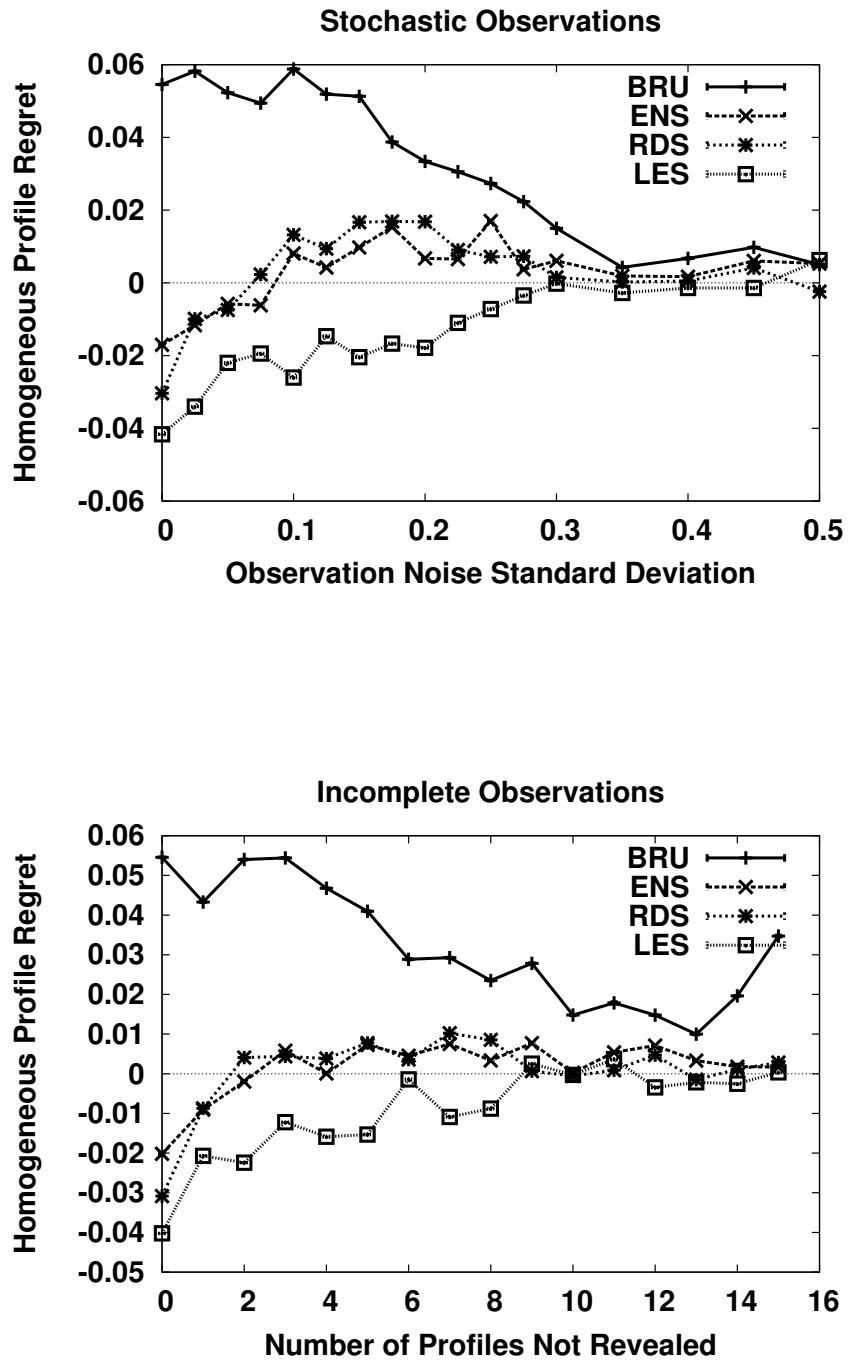 Stochastic Observations
Homogeneous Profile Regret
0.06
0.04
0.02
0
-0.02
-0.04
-0.06
BRU
ENS
RDS
LES
0 0.1 0.2 0.3 0.4 0.5
Observation Noise Standard Deviation
Incomplete Observations
Homogeneous Profile Regret
0.06
0.05
0.04
0.03
0.02
0.01
0
-0.01
-0.02
-0.03
-0.04
-0.05
BRU
ENS
RDS
LES
0 2 4 6 8 10 12 14 16
Number of Profiles Not Revealed